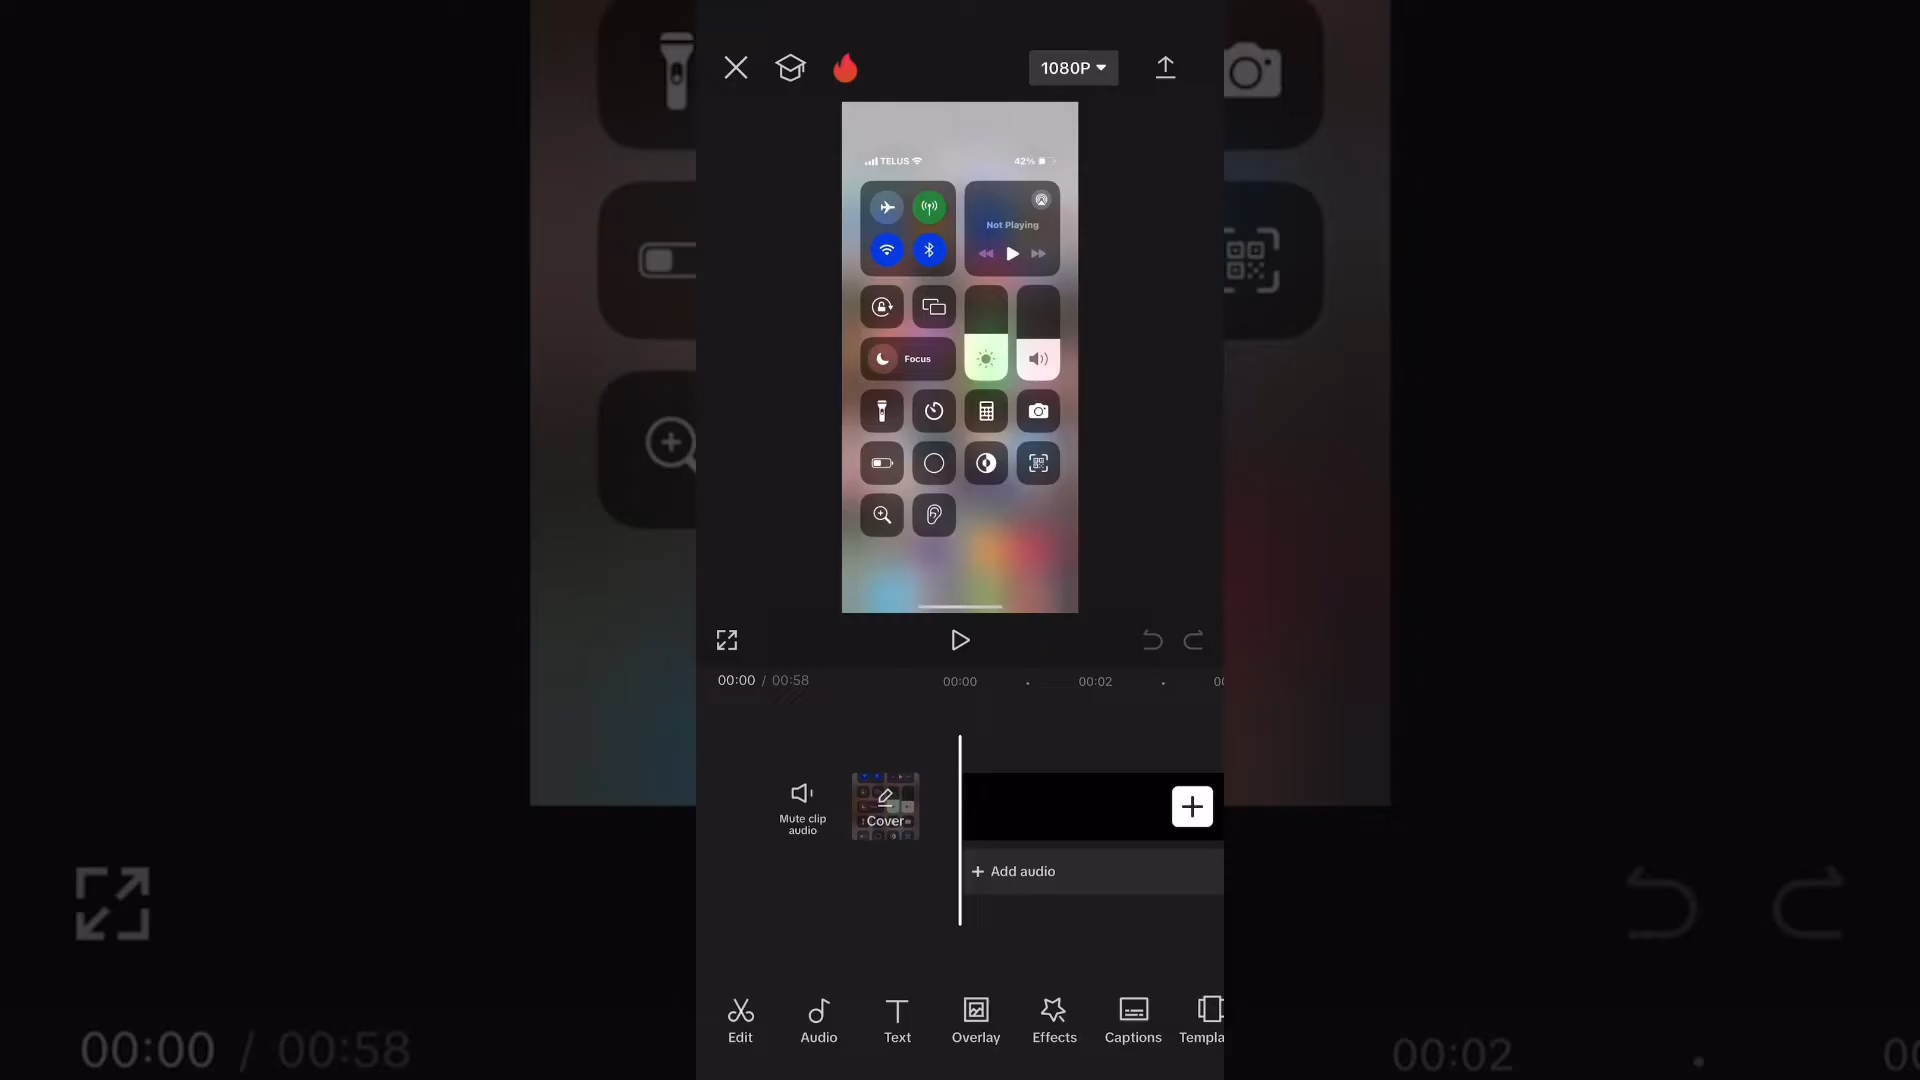 1080P
TELUS
42%
Not Playing
Focus
00:00 / 00:58
00:00
00:02
Mute clip
audio
Cover
+ Add audio
Edit
Audio
Text
Overlay
Effects
Captions
Templa
00:00 / 00:58
00:02